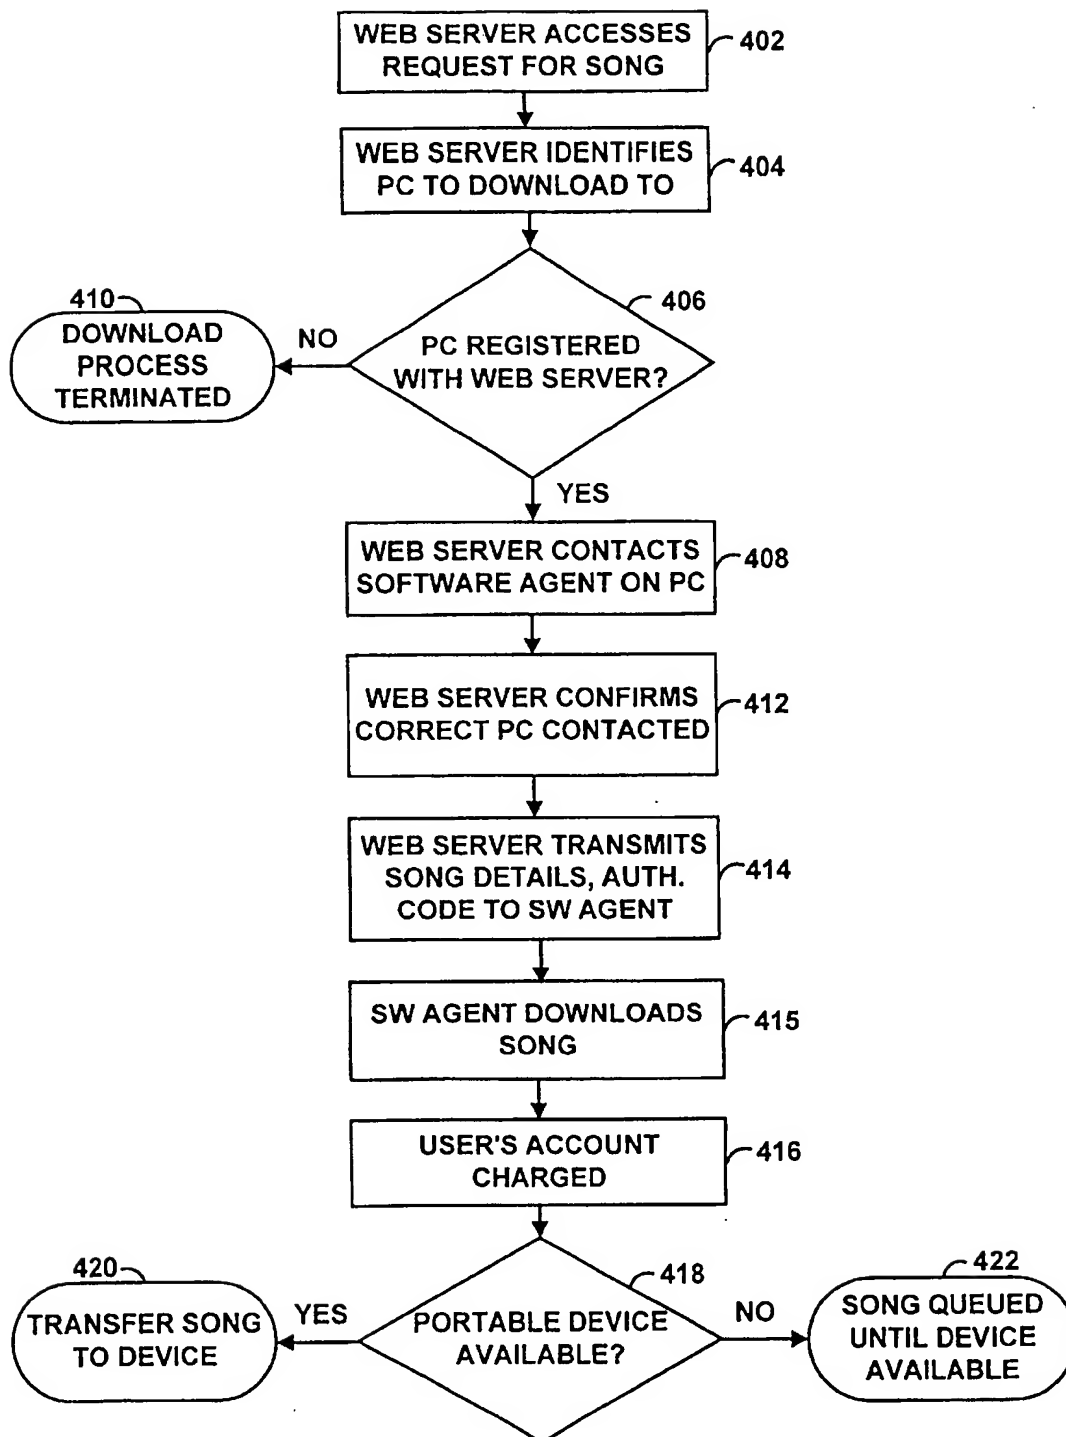 WEB SERVER ACCESSES
REQUEST FOR SONG
402
WEB SERVER IDENTIFIES
PC TO DOWNLOAD TO
404
406
PC REGISTERED
WITH WEB SERVER?
NO
410
DOWNLOAD
PROCESS
TERMINATED
YES
WEB SERVER CONTACTS
SOFTWARE AGENT ON PC
408
WEB SERVER CONFIRMS
CORRECT PC CONTACTED
412
WEB SERVER TRANSMITS
SONG DETAILS, AUTH.
CODE TO SW AGENT
414
SW AGENT DOWNLOADS
SONG
415
USER'S ACCOUNT
CHARGED
416
418
PORTABLE DEVICE
AVAILABLE?
YES
420
TRANSFER SONG
TO DEVICE
NO
422
SONG QUEUED
UNTIL DEVICE
AVAILABLE